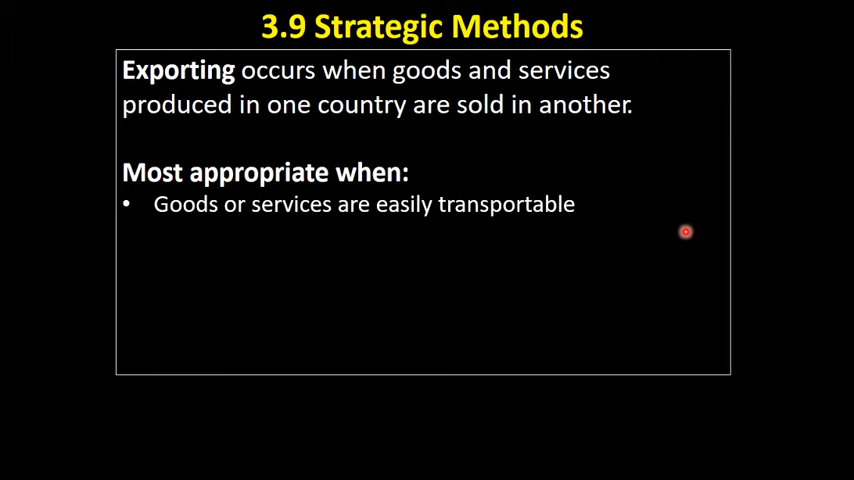 3.9 Strategic Methods
Exporting occurs when goods and services
produced in one country are sold in another.
Most appropriate when:
• Goods or services are easily transportable